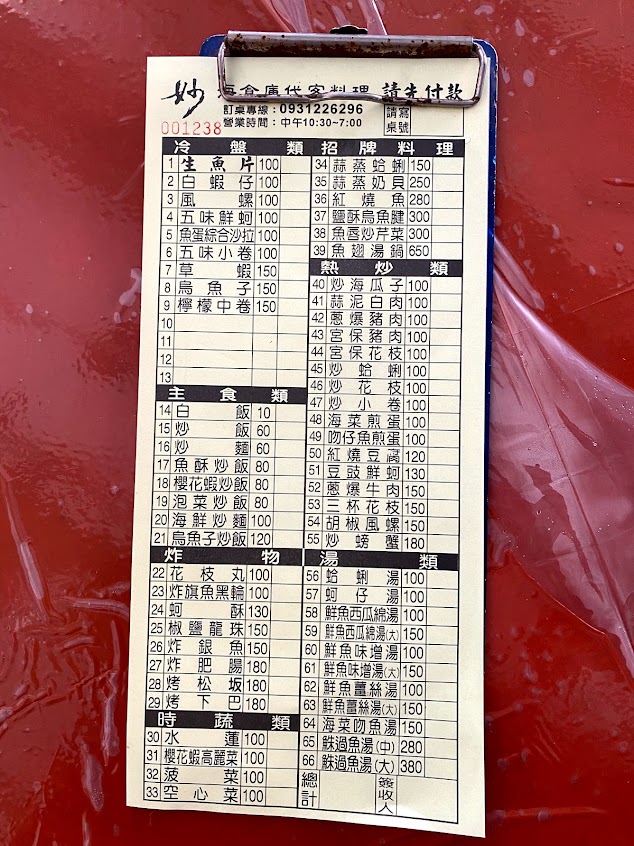 妙 海食庫代客料理 請先付款
訂桌專線：0931226296
營業時間：中午10:30~7:00
請寫桌號
001238
冷盤類
1 生魚片 100
2 白蝦仔 100
3 風螺 100
4 五味鮮蚵 100
5 魚蛋綜合沙拉 100
6 五味小卷 100
7 草蝦 150
8 烏魚子 150
9 檸檬中卷 150
10
11
12
13
主食類
14 白飯 10
15 炒飯 60
16 炒麵 60
17 魚酥炒飯 80
18 櫻花蝦炒飯 80
19 泡菜炒飯 80
20 海鮮炒麵 100
21 烏魚子炒飯 120
炸物
22 花枝丸 100
23 炸旗魚黑輪 100
24 蚵酥 130
25 椒鹽龍珠 150
26 炸銀魚 150
27 炸肥腸 180
28 烤松坂 180
29 烤下巴 180
時蔬類
30 水蓮 100
31 櫻花蝦高麗菜 100
32 菠菜 100
33 空心菜 100
招牌料理
34 蒜蒸蛤蜊 150
35 蒜蒸奶貝 250
36 紅燒魚 280
37 鹽酥烏魚腱 300
38 魚唇炒芹菜 300
39 魚翅湯鍋 650
熱炒類
40 炒海瓜子 100
41 蒜泥白肉 100
42 蔥爆豬肉 100
43 宮保豬肉 100
44 宮保花枝 100
45 炒蛤蜊 100
46 炒花枝 100
47 炒小卷 100
48 海菜煎蛋 100
49 吻仔魚煎蛋 100
50 紅燒豆腐 120
51 豆豉鮮蚵 130
52 蔥爆牛肉 150
53 三杯花枝 150
54 胡椒風螺 150
55 炒螃蟹 180
湯類
56 蛤蜊湯 100
57 蚵仔湯 100
58 鮮魚西瓜綿湯 100
59 鮮魚西瓜綿湯(大) 150
60 鮮魚味增湯 100
61 鮮魚味增湯(大) 150
62 鮮魚薑絲湯 100
63 鮮魚薑絲湯(大) 150
64 海菜吻魚湯 150
65 鮢過魚湯(中) 280
66 鮢過魚湯(大) 380
總計
簽收人